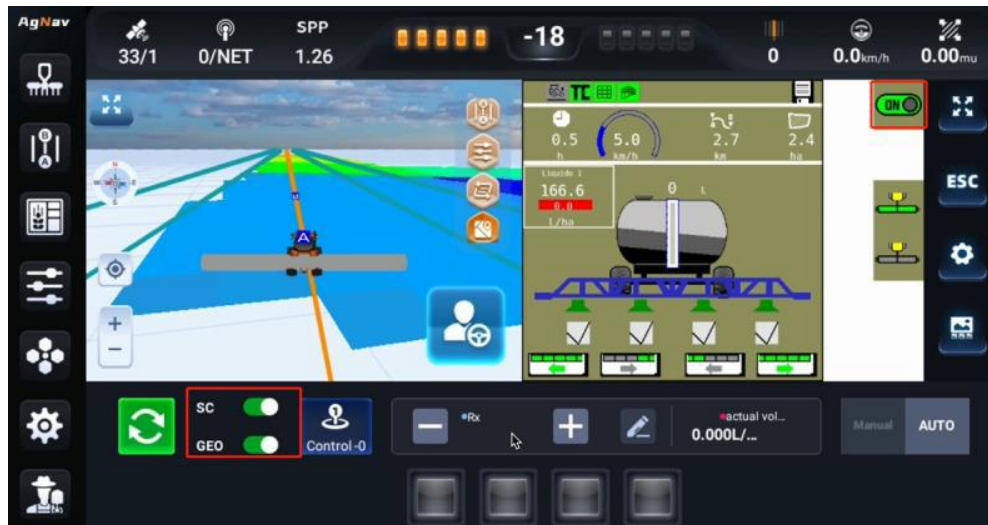 AgNav
33/1
0/NET
SPP
1.26
-18
0
0.0km/h
0.00mu
TC
ON
0.5
h
5.0
km/h
2.7
km
2.4
ha
Liquido 1
166.6
0.0
L/ha
0 L
B
A
N
A
ESC
+
−
SC
GEO
Control-0
Rx
actual vol...
0.000L/...
Manual
AUTO